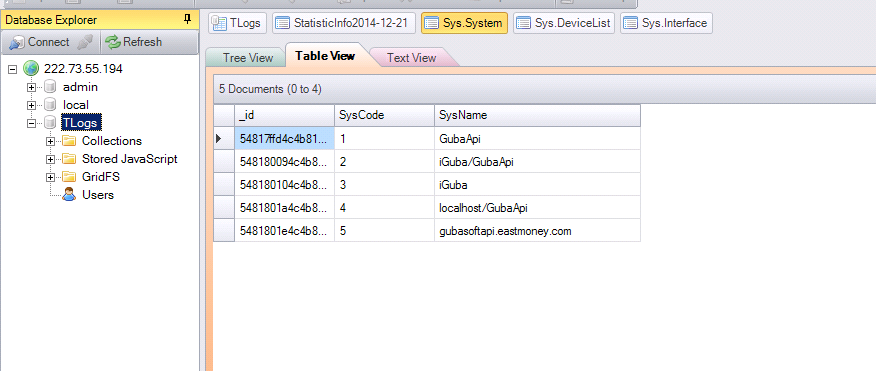 Database Explorer
Connect Refresh
222.73.55.194
admin
local
TLogs
Collections
Stored JavaScript
GridFS
Users
TLogs StatisticInfo2014-12-21 Sys.System Sys.DeviceList Sys.Interface
Tree View Table View Text View
5 Documents (0 to 4)
_id SysCode SysName
54817ffd4c4b81... 1 GubaApi
548180094c4b8... 2 iGuba/GubaApi
548180104c4b8... 3 iGuba
5481801a4c4b8... 4 localhost/GubaApi
5481801e4c4b8... 5 gubasoftapi.eastmoney.com